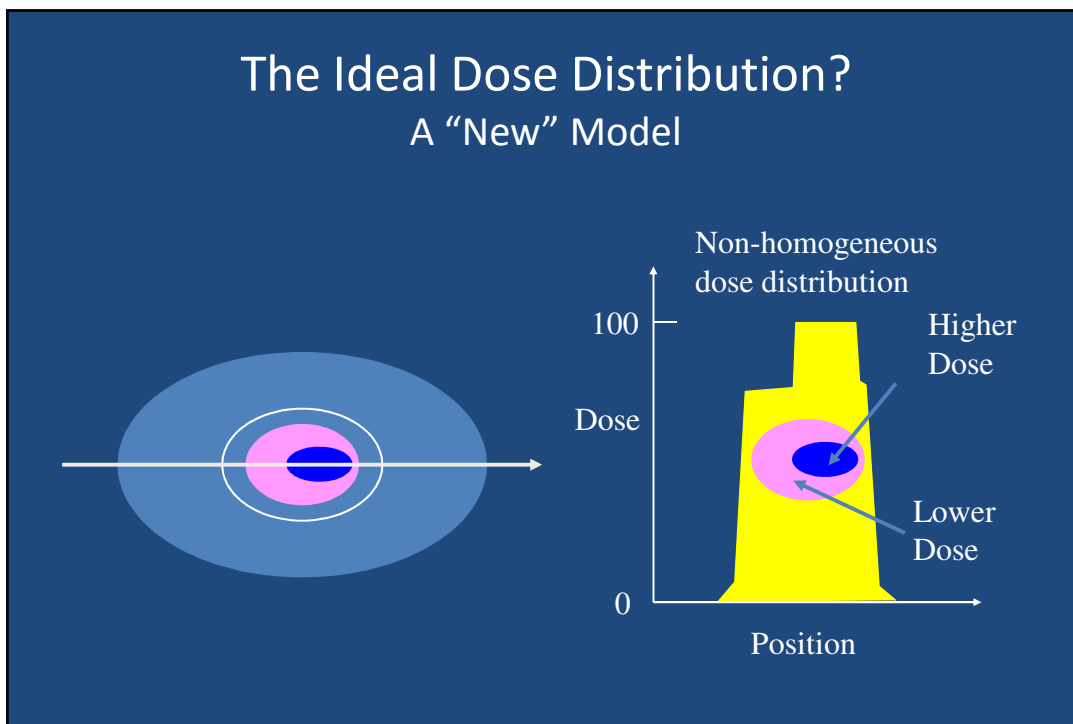 The Ideal Dose Distribution?
A “New” Model
Non-homogeneous
dose distribution
100
Higher
Dose
Dose
Lower
Dose
0
Position